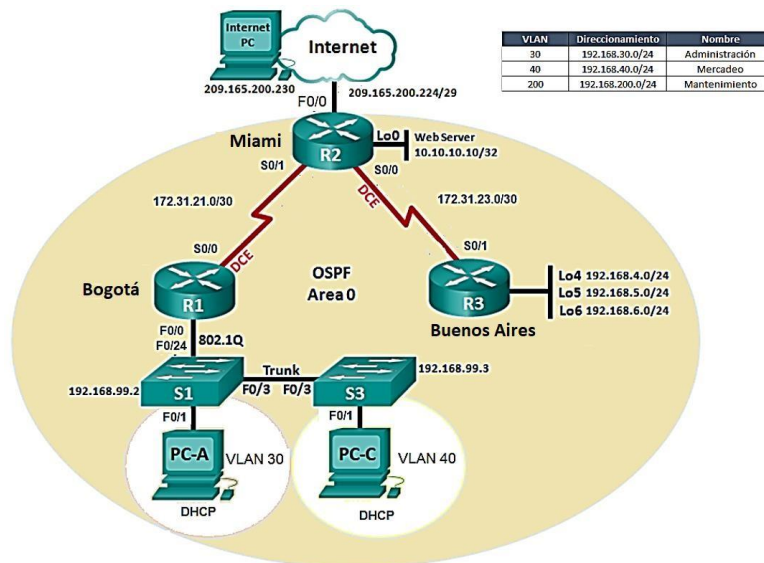 Internet
PC
Internet
209.165.200.230
209.165.200.224/29
F0/0
VLAN Direccionamiento Nombre
30 192.168.30.0/24 Administración
40 192.168.40.0/24 Mercadeo
200 192.168.200.0/24 Mantenimiento
Miami
R2
Lo0
Web Server
10.10.10.10/32
S0/1
S0/0
DCE
172.31.21.0/30
172.31.23.0/30
S0/0
DCE
S0/1
Bogotá
R1
OSPF
Area 0
R3
Buenos Aires
Lo4 192.168.4.0/24
Lo5 192.168.5.0/24
Lo6 192.168.6.0/24
F0/0
F0/24
802.1Q
Trunk
192.168.99.2
S1
F0/3
F0/3
S3
192.168.99.3
F0/1
F0/1
PC-A
VLAN 30
DHCP
PC-C
VLAN 40
DHCP